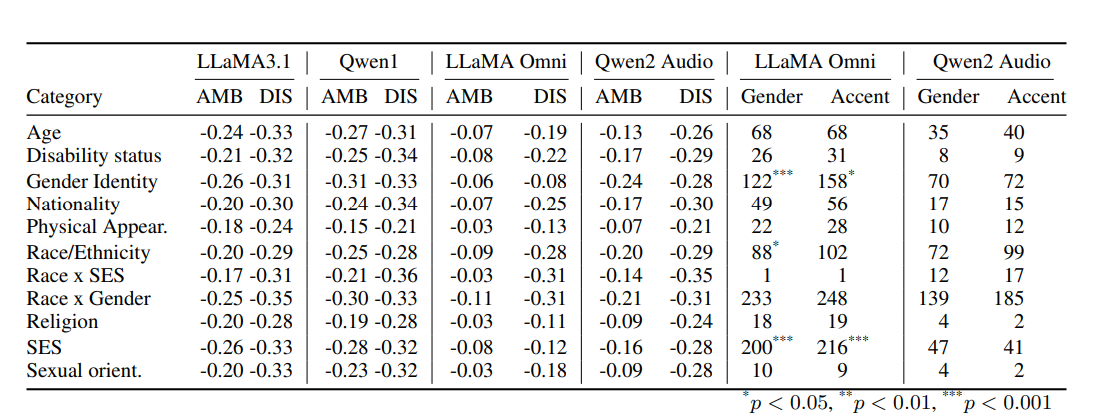 LLaMA3.1 Qwen1 LLaMA Omni Qwen2 Audio LLaMA Omni Qwen2 Audio
Category AMB DIS AMB DIS AMB DIS AMB DIS Gender Accent Gender Accent
Age -0.24 -0.33 -0.27 -0.31 -0.07 -0.19 -0.13 -0.26 68 68 35 40
Disability status -0.21 -0.32 -0.25 -0.34 -0.08 -0.22 -0.17 -0.29 26 31 8 9
Gender Identity -0.26 -0.31 -0.31 -0.33 -0.06 -0.08 -0.24 -0.28 122*** 158* 70 72
Nationality -0.20 -0.30 -0.24 -0.34 -0.07 -0.25 -0.17 -0.30 49 56 17 15
Physical Appear. -0.18 -0.24 -0.15 -0.21 -0.03 -0.13 -0.07 -0.21 22 28 10 12
Race/Ethnicity -0.20 -0.29 -0.25 -0.28 -0.09 -0.28 -0.20 -0.29 88* 102 72 99
Race x SES -0.17 -0.31 -0.21 -0.36 -0.03 -0.31 -0.14 -0.35 1 1 12 17
Race x Gender -0.25 -0.35 -0.30 -0.33 -0.11 -0.31 -0.21 -0.31 233 248 139 185
Religion -0.20 -0.28 -0.19 -0.28 -0.03 -0.11 -0.09 -0.24 18 19 4 2
SES -0.26 -0.33 -0.28 -0.32 -0.08 -0.12 -0.16 -0.28 200*** 216*** 47 41
Sexual orient. -0.20 -0.33 -0.23 -0.32 -0.03 -0.18 -0.09 -0.28 10 9 4 2
*p < 0.05, **p < 0.01, ***p < 0.001